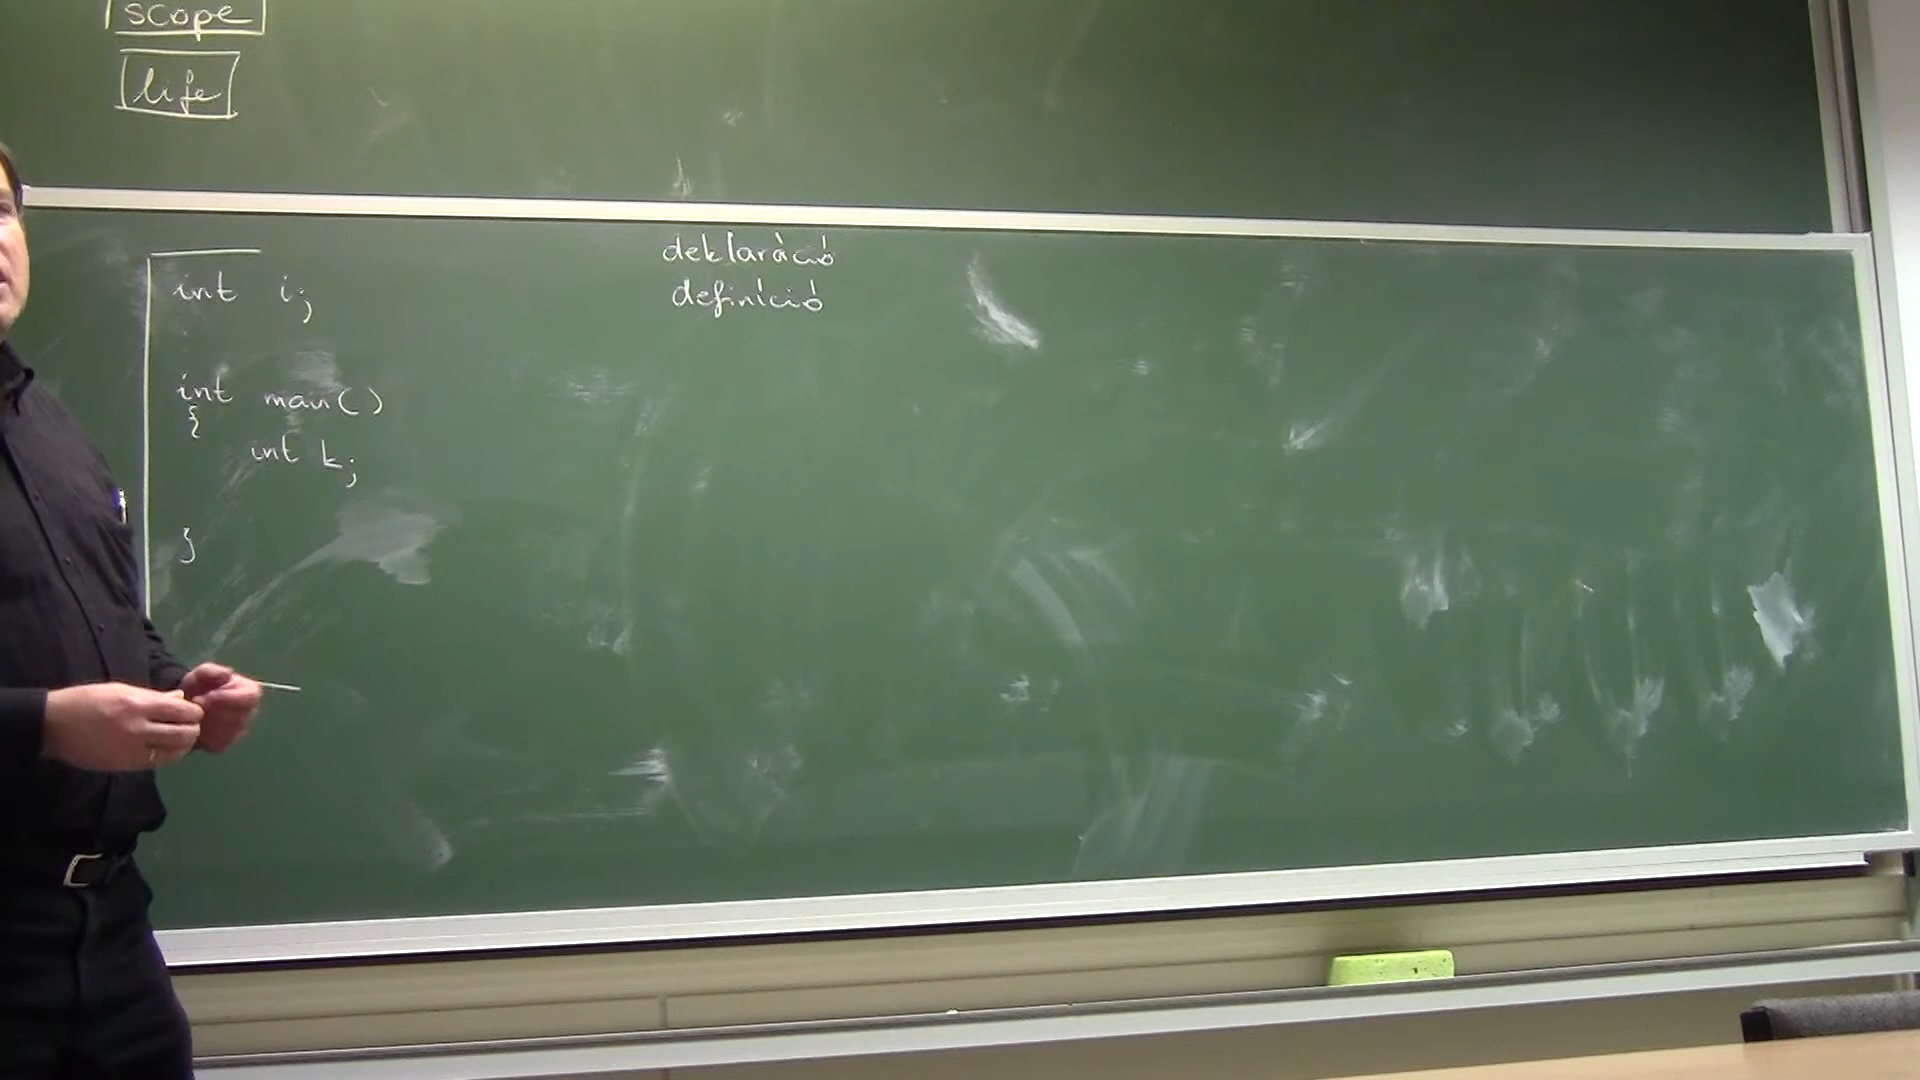 scope
life
int i;
int main()
{
int k;
}
deklaráció
definíció